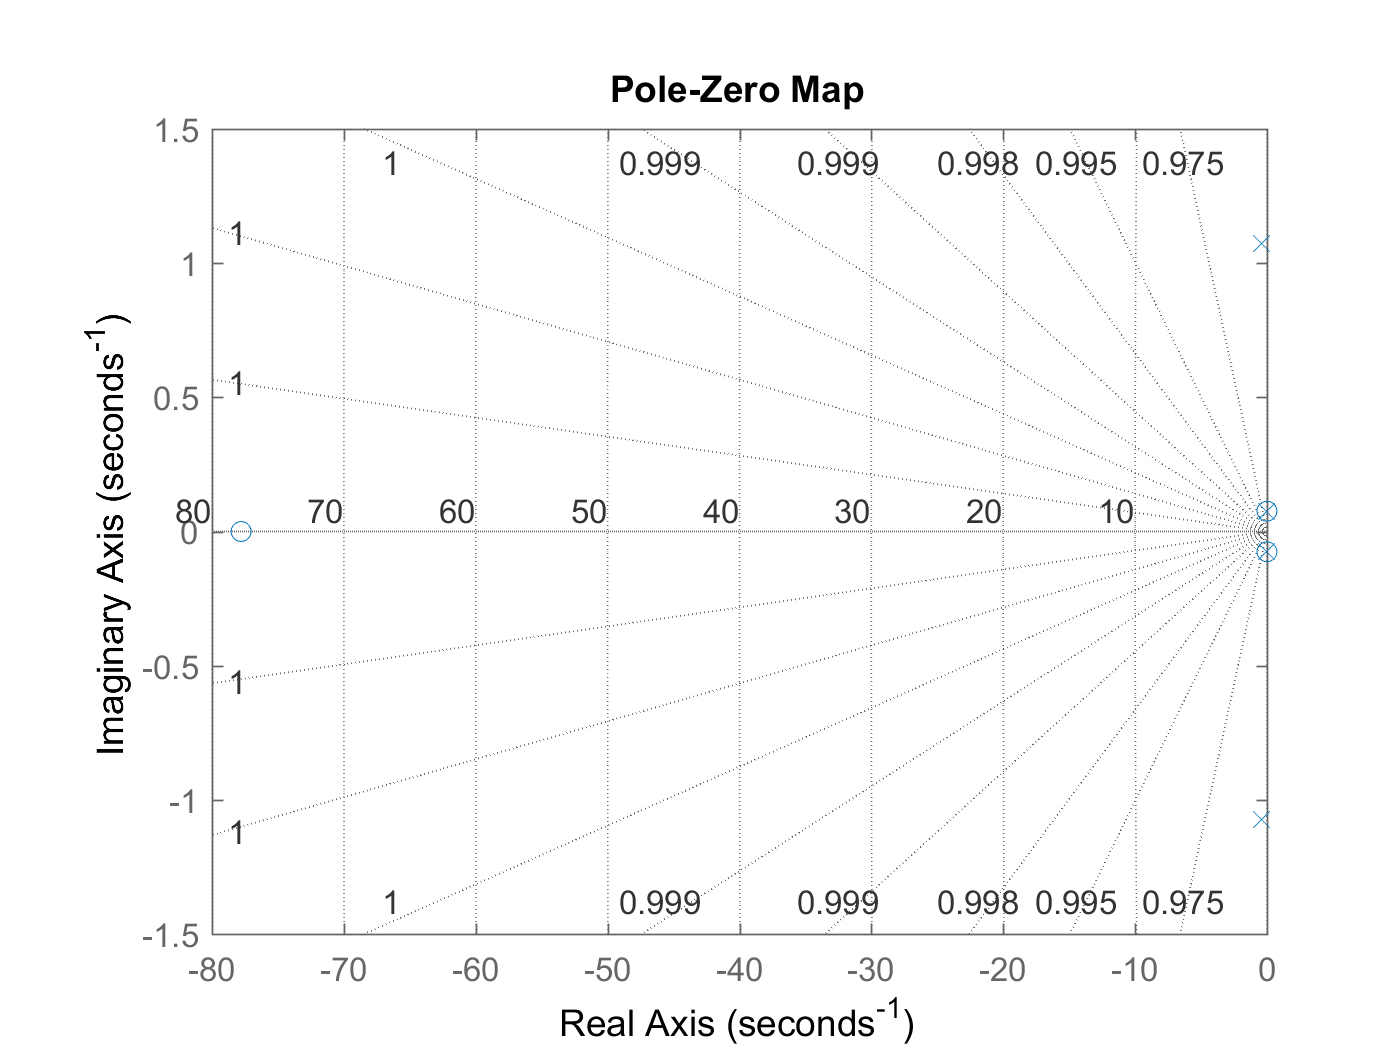 Pole-Zero Map
1.5
1 0.999 0.999 0.998 0.995 0.975
1
1
1
0.5
80 70 60 50 40 30 20 10
0
-0.5
1
-1
1
1 0.999 0.999 0.998 0.995 0.975
-1.5
-80 -70 -60 -50 -40 -30 -20 -10 0
Real Axis (seconds-1)
Imaginary Axis (seconds-1)